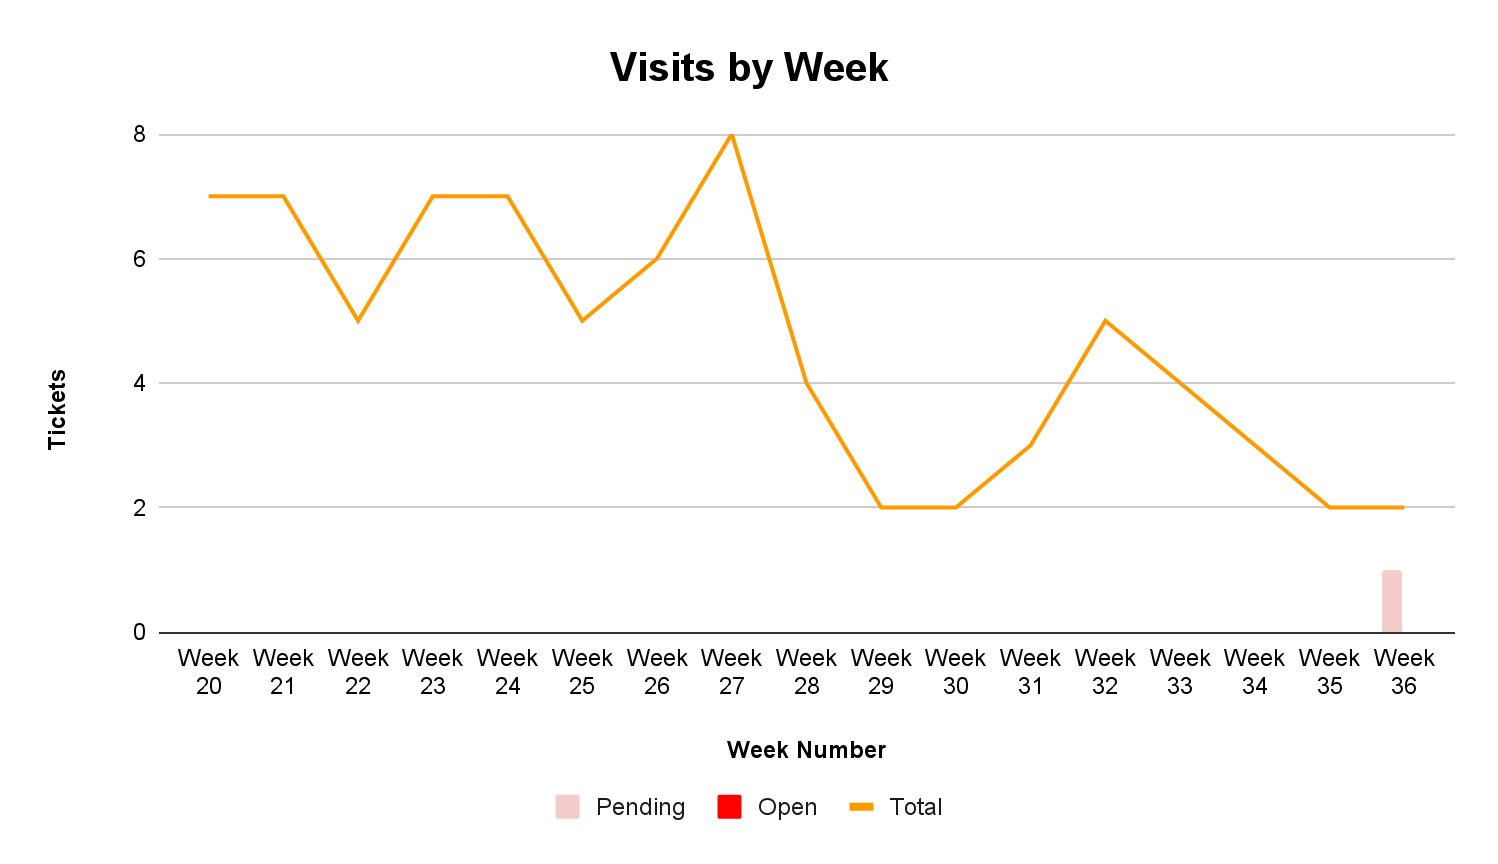 Visits by Week
8
6
4
2
0
Tickets
Week 20
Week 21
Week 22
Week 23
Week 24
Week 25
Week 26
Week 27
Week 28
Week 29
Week 30
Week 31
Week 32
Week 33
Week 34
Week 35
Week 36
Week Number
Pending Open Total